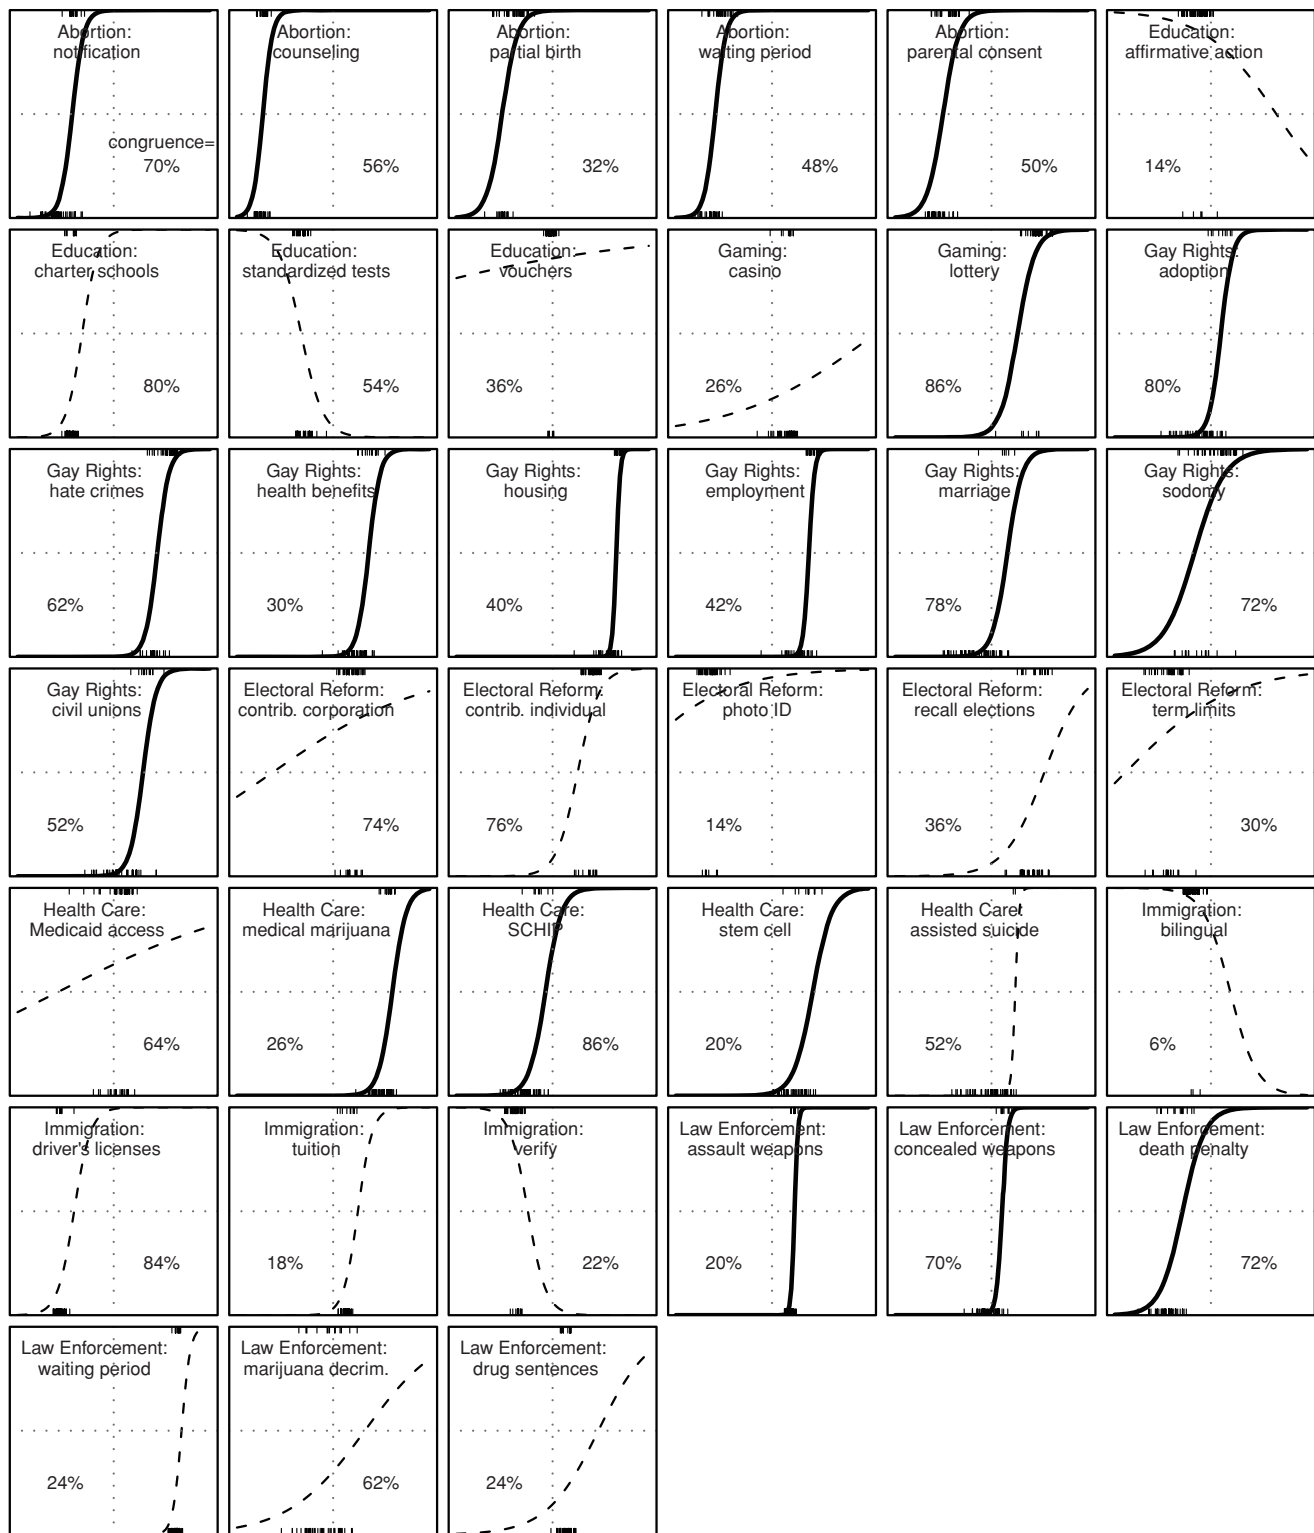 Abortion:
notification
congruence=
70%
Abortion:
counseling
56%
Abortion:
partial birth
32%
Abortion:
waiting period
48%
Abortion:
parental consent
50%
Education:
affirmative action
14%
Education:
charter schools
80%
Education:
standardized tests
54%
Education:
vouchers
36%
Gaming:
casino
26%
Gaming:
lottery
86%
Gay Rights:
adoption
80%
Gay Rights:
hate crimes
62%
Gay Rights:
health benefits
30%
Gay Rights:
housing
40%
Gay Rights:
employment
42%
Gay Rights:
marriage
78%
Gay Rights:
sodomy
72%
Gay Rights:
civil unions
52%
Electoral Reform:
contrib. corporation
74%
Electoral Reform:
contrib. individual
76%
Electoral Reform:
photo ID
14%
Electoral Reform:
recall elections
36%
Electoral Reform:
term limits
30%
Health Care:
Medicaid access
64%
Health Care:
medical marijuana
26%
Health Care:
SCHIP
86%
Health Care:
stem cell
20%
Health Care:
assisted suicide
52%
Immigration:
bilingual
6%
Immigration:
driver's licenses
84%
Immigration:
tuition
18%
Immigration:
verify
22%
Law Enforcement:
assault weapons
20%
Law Enforcement:
concealed weapons
70%
Law Enforcement:
death penalty
72%
Law Enforcement:
waiting period
24%
Law Enforcement:
marijuana decrim.
62%
Law Enforcement:
drug sentences
24%